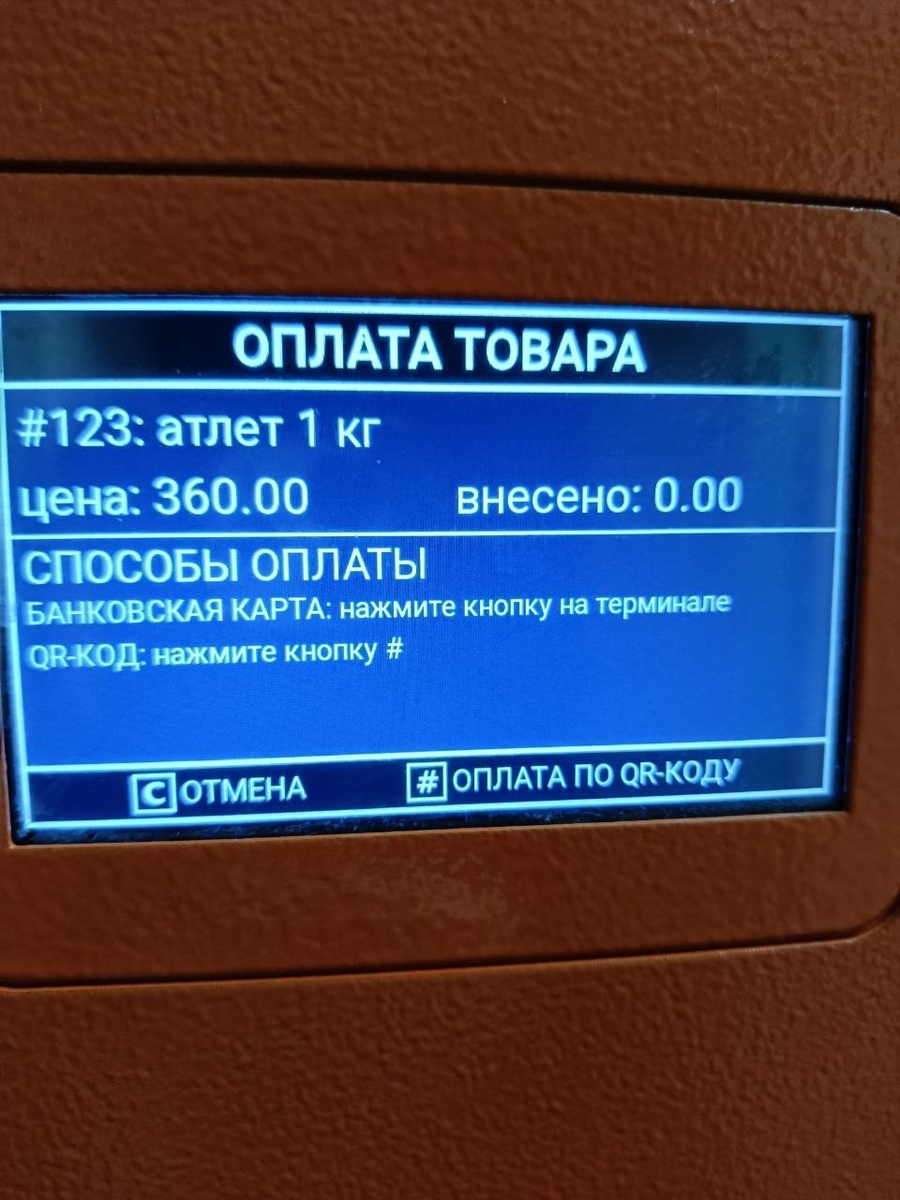 ОПЛАТА ТОВАРА
#123: атлет 1 кг
цена: 360.00 внесено: 0.00
СПОСОБЫ ОПЛАТЫ
БАНКОВСКАЯ КАРТА: нажмите кнопку на терминале
QR-КОД: нажмите кнопку #
C ОТМЕНА # ОПЛАТА ПО QR-КОДУ